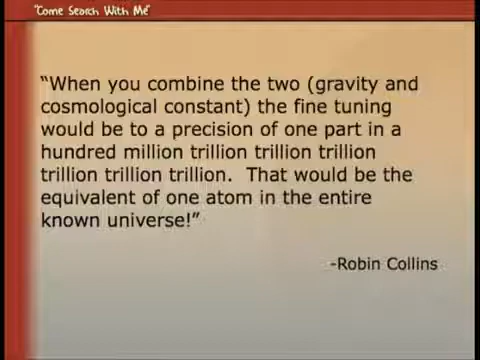 "Come Search With Me"
“When you combine the two (gravity and
cosmological constant) the fine tuning
would be to a precision of one part in a
hundred million trillion trillion trillion
trillion trillion trillion.  That would be the
equivalent of one atom in the entire
known universe!”
-Robin Collins